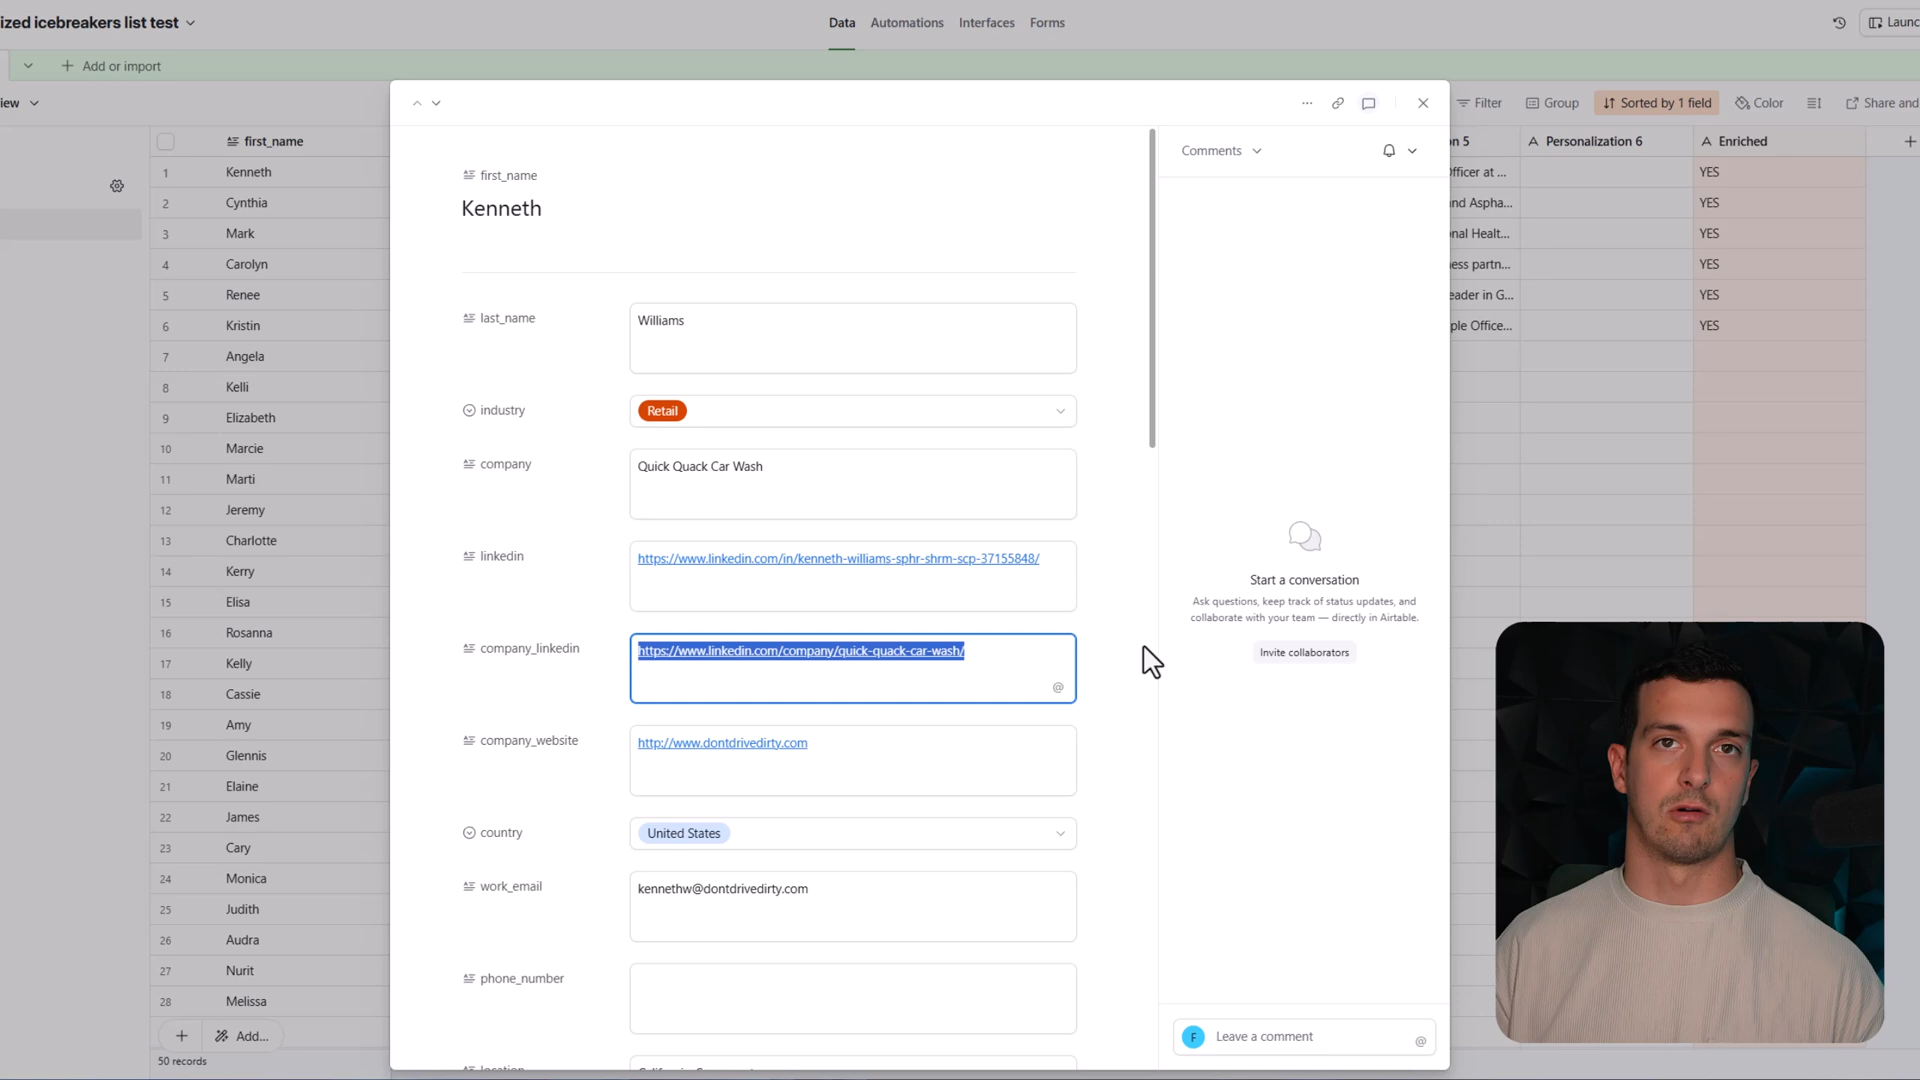 ized icebreakers list test
Data
Automations
Interfaces
Forms
Launc
Add or import
iew
Filter
Group
Sorted by 1 field
Color
Share and
first_name
1 Kenneth
2 Cynthia
3 Mark
4 Carolyn
5 Renee
6 Kristin
7 Angela
8 Kelli
9 Elizabeth
10 Marcie
11 Marti
12 Jeremy
13 Charlotte
14 Kerry
15 Elisa
16 Rosanna
17 Kelly
18 Cassie
19 Amy
20 Glennis
21 Elaine
22 James
23 Cary
24 Monica
25 Judith
26 Audra
27 Nurit
28 Melissa
Add...
50 records
first_name
Kenneth
last_name
Williams
industry
Retail
company
Quick Quack Car Wash
linkedin
https://www.linkedin.com/in/kenneth-williams-sphr-shrm-scp-37155848/
company_linkedin
https://www.linkedin.com/company/quick-quack-car-wash/
@
company_website
http://www.dontdrivedirty.com
country
United States
work_email
kennethw@dontdrivedirty.com
phone_number
location
Comments
Start a conversation
Ask questions, keep track of status updates, and
collaborate with your team — directly in Airtable.
Invite collaborators
F
Leave a comment
@
on 5
Personalization 6
Enriched
Officer at ...
YES
and Aspha...
YES
onal Healt...
YES
ness partn...
YES
eader in G...
YES
ple Office...
YES